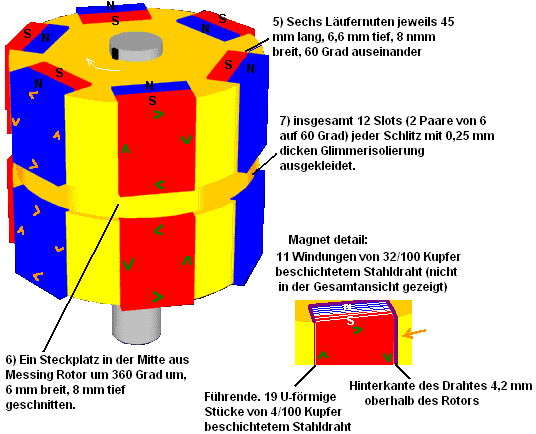 5) Sechs Läufernuten jeweils 45
mm lang, 6,6 mm tief, 8 nmm
breit, 60 Grad auseinander
7) insgesamt 12 Slots (2 Paare von 6
auf 60 Grad) jeder Schlitz mit 0,25 mm
dicken Glimmerisolierung
ausgekleidet.
Magnet detail:
11 Windungen von 32/100 Kupfer
beschichtetem Stahldraht (nicht
in der Gesamtansicht gezeigt)
6) Ein Steckplatz in der Mitte aus
Messing Rotor um 360 Grad um,
6 mm breit, 8 mm tief
geschnitten.
Führende. 19 U-förmige
Stücke von 4/100 Kupfer
beschichtetem Stahldraht
Hinterkante des Drahtes 4,2 mm
oberhalb des Rotors
S
N
S
N
S
N
N
S
N
S
N
S
N
S